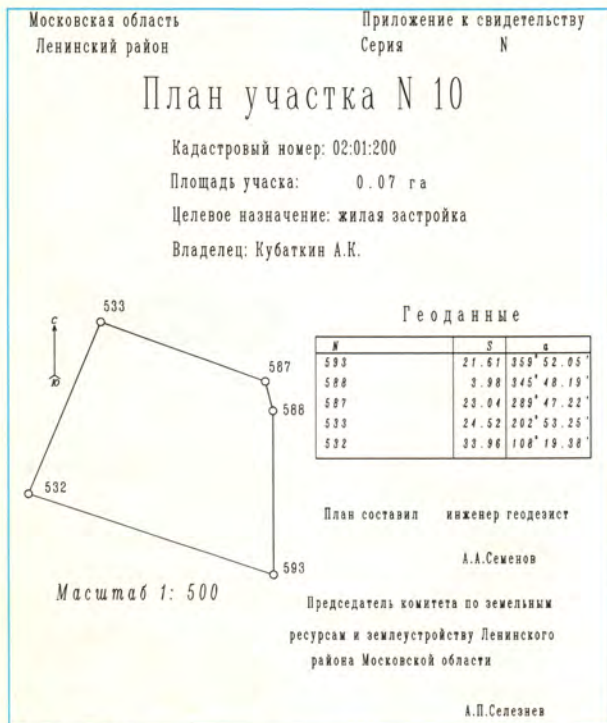 Московская область
Приложение к свидетельству
Ленинский район
Серия N
План участка N 10
Кадастровый номер: 02:01:200
Площадь учаска: 0.07 га
Целевое назначение: жилая застройка
Владелец: Кубаткин А.К.
С
Ю
533
587
588
532
593
Масштаб 1: 500
Геоданные
N S α
593 21.61 359° 52.05'
588 3.98 345° 48.19'
587 23.04 289° 47.22'
533 24.52 202° 53.25'
532 33.96 108° 19.38'
План составил инженер геодезист
А.А.Семенов
Председатель комитета по земельным
ресурсам и землеустройству Ленинского
района Московской области
А.П.Селезнев